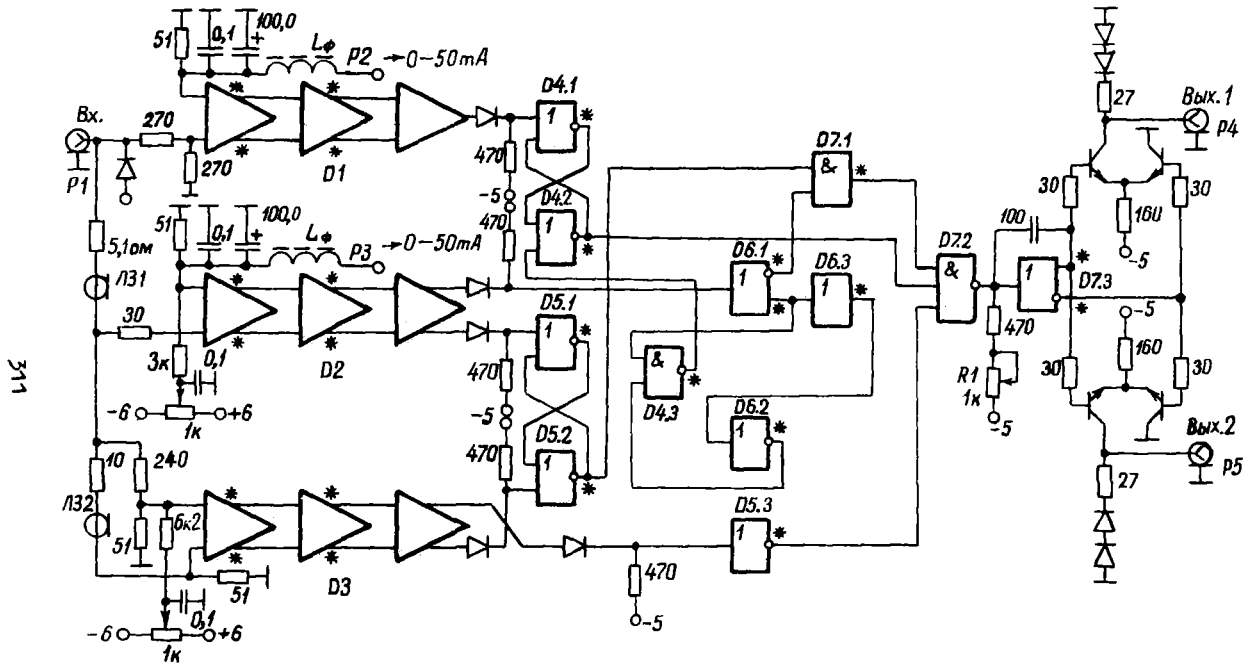 51
0,1
100,0
Lф
P2
→0-50mA
Вх.
P1
270
270
D1
470
-5
470
D4.1
1
D4.2
1
5,1ом
ЛЗ1
51
0,1
100,0
Lф
P3
→0-50mA
30
3к
0,1
D2
-6
+6
1к
470
-5
470
D5.1
1
D5.2
1
10
240
ЛЗ2
51
6к2
51
D3
0,1
-6
+6
1к
470
-5
D7.1
&
D6.1
1
D6.3
1
&
D4.3
D6.2
1
D5.3
1
D7.2
&
100
1
D7.3
470
R1
1к
-5
27
Вых.1
P4
30
30
160
-5
-5
160
30
30
Вых.2
P5
27
311